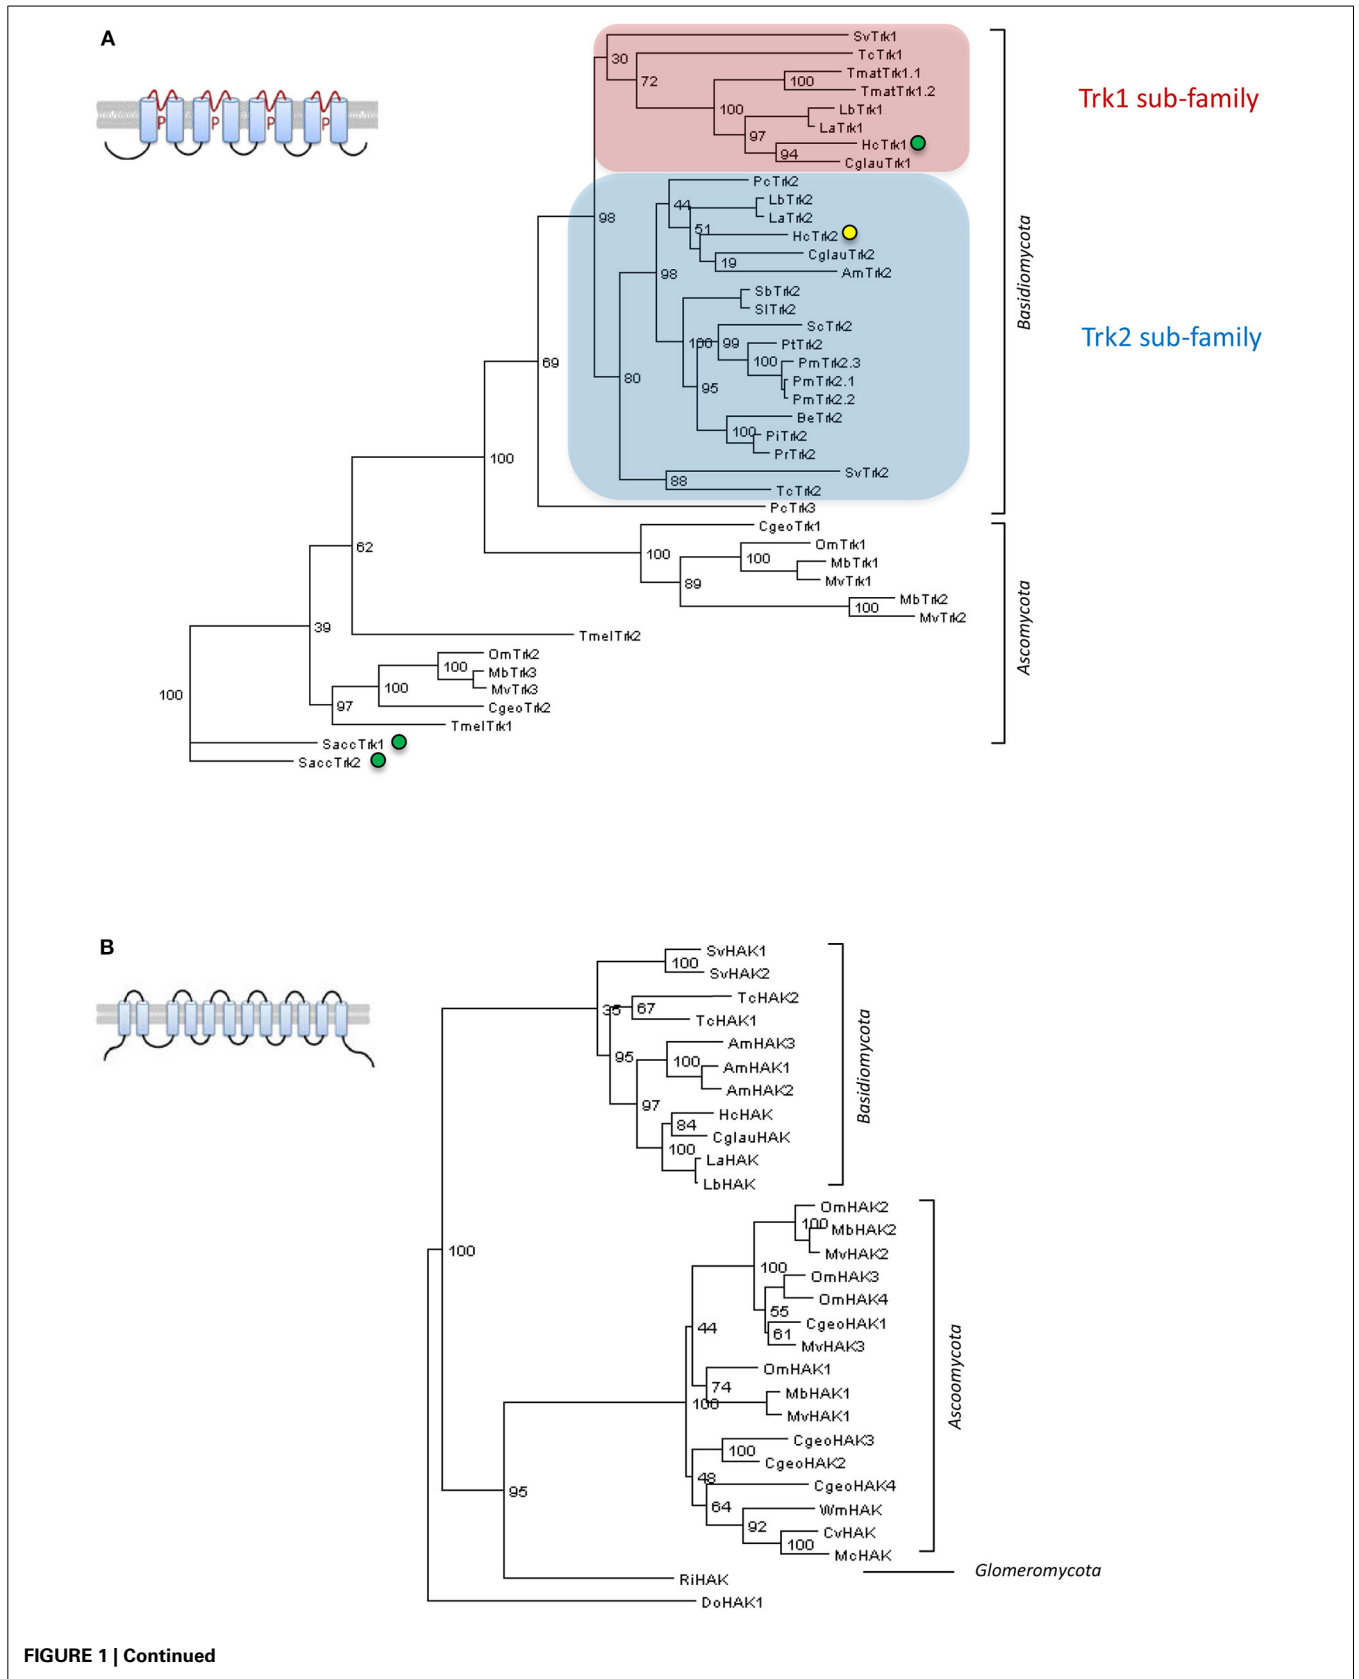 A
P P P P
SvTrk1
30
TcTrk1
72
TmatTrk1.1
100
TmatTrk1.2
Trk1 sub-family
100
LbTrk1
LaTrk1
97
HcTrk1
94
CglauTrk1
PcTrk2
44
LbTrk2
LaTrk2
98
51
HcTrk2
CglauTrk2
19
AmTrk2
98
SbTrk2
SlTrk2
Basidiomycota
ScTrk2
100
99
PtTrk2
Trk2 sub-family
100
PmTrk2.3
69
80
PmTrk2.1
95
PmTrk2.2
BeTrk2
100
PiTrk2
PrTrk2
100
SvTrk2
88
TcTrk2
PcTrk3
CgeoTrk1
62
100
OmTrk1
100
MbTrk1
MvTrk1
89
MbTrk2
100
MvTrk2
39
TmelTrk2
Ascomycota
OmTrk2
100
MbTrk3
100
MvTrk3
100
97
CgeoTrk2
TmelTrk1
SaccTrk1
SaccTrk2
B
SvHAK1
100
SvHAK2
TcHAK2
35
67
TcHAK1
AmHAK3
95
100
AmHAK1
AmHAK2
Basidiomycota
97
HcHAK
84
CglauHAK
100
LaHAK
LbHAK
OmHAK2
100
MbHAK2
100
MvHAK2
100
OmHAK3
OmHAK4
55
CgeoHAK1
44
61
MvHAK3
OmHAK1
74
MbHAK1
100
MvHAK1
Ascoomycota
CgeoHAK3
100
CgeoHAK2
48
CgeoHAK4
95
64
WmHAK
92
CvHAK
100
McHAK
Glomeromycota
RiHAK
DoHAK1
FIGURE 1 | Continued